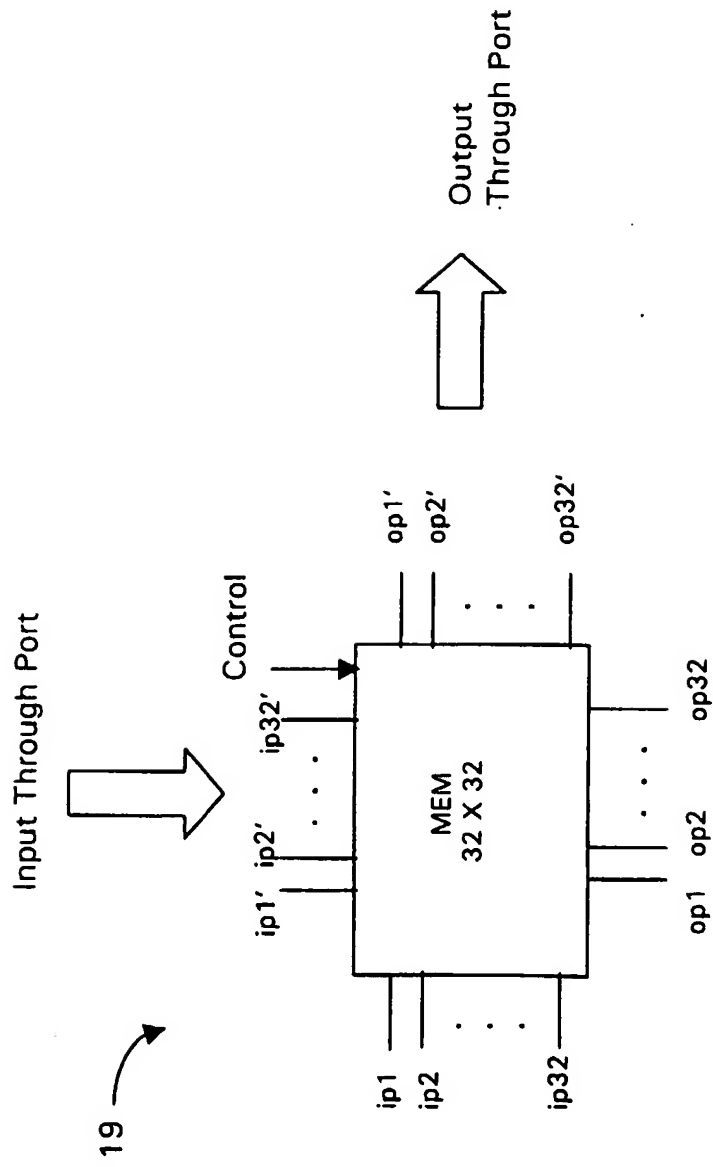 19
Input Through Port
Control
ip1'
ip2'
. . .
ip32'
ip1
ip2
. . .
ip32
MEM
32 X 32
op1'
op2'
. . .
op32'
op1
op2
. . .
op32
Output
Through Port